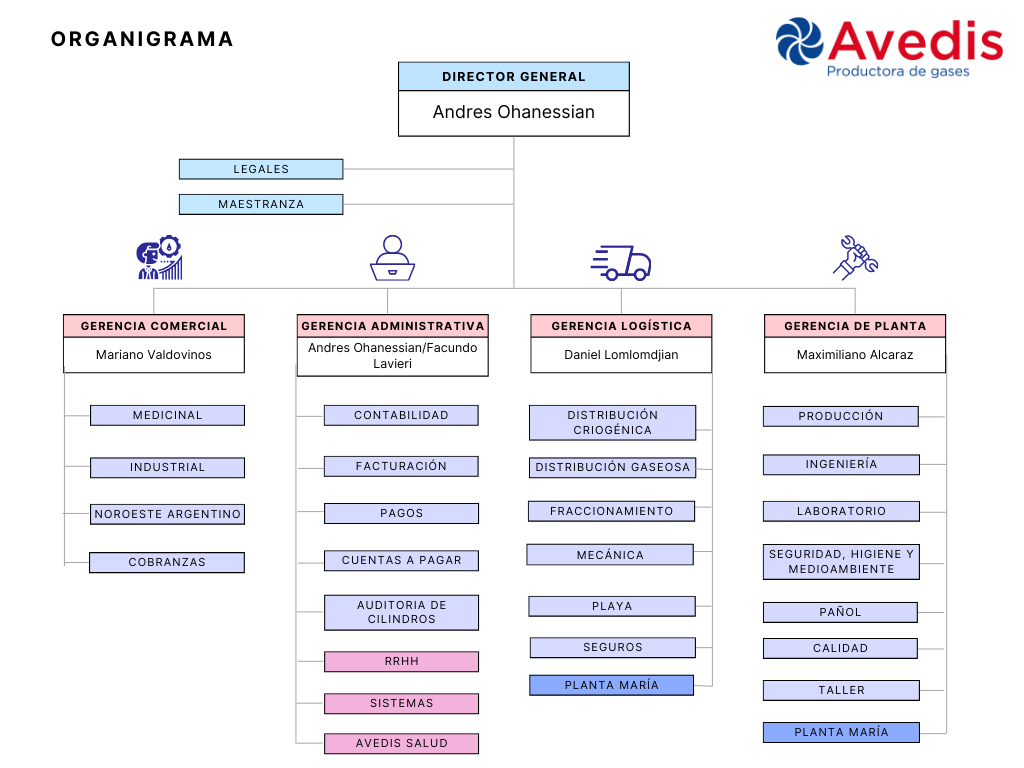 ORGANIGRAMA
Avedis
Productora de gases
DIRECTOR GENERAL
Andres Ohanessian
LEGALES
MAESTRANZA
GERENCIA COMERCIAL
Mariano Valdovinos
MEDICINAL
INDUSTRIAL
NOROESTE ARGENTINO
COBRANZAS
GERENCIA ADMINISTRATIVA
Andres Ohanessian/Facundo
Lavieri
CONTABILIDAD
FACTURACIÓN
PAGOS
CUENTAS A PAGAR
AUDITORIA DE
CILINDROS
RRHH
SISTEMAS
AVEDIS SALUD
GERENCIA LOGÍSTICA
Daniel Lomlomdjian
DISTRIBUCIÓN
CRIOGÉNICA
DISTRIBUCIÓN GASEOSA
FRACCIONAMIENTO
MECÁNICA
PLAYA
SEGUROS
PLANTA MARÍA
GERENCIA DE PLANTA
Maximiliano Alcaraz
PRODUCCIÓN
INGENIERÍA
LABORATORIO
SEGURIDAD, HIGIENE Y
MEDIOAMBIENTE
PAÑOL
CALIDAD
TALLER
PLANTA MARÍA